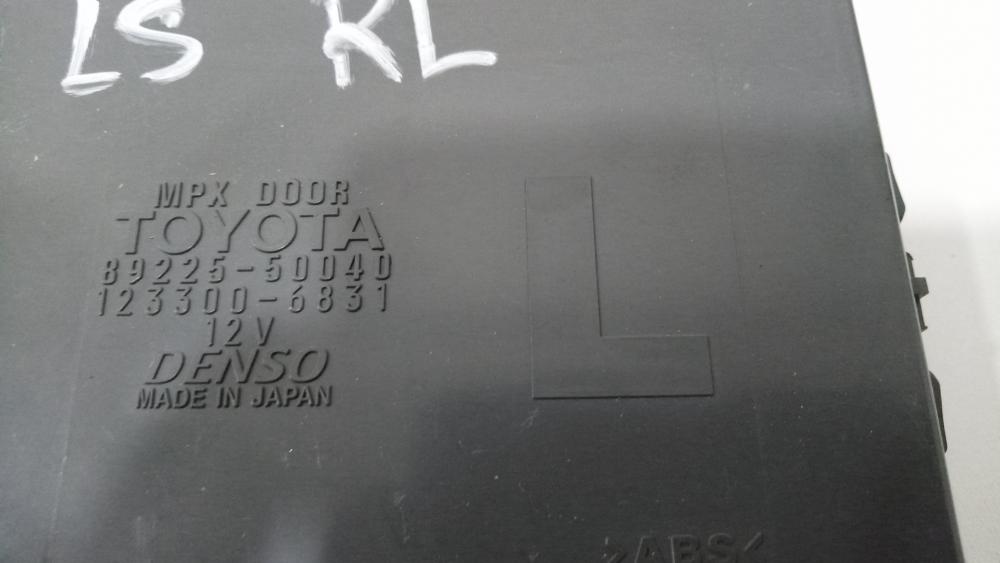 LS RL
MPX DOOR
TOYOTA
89225-50040
123300-6831
12V
DENSO
MADE IN JAPAN
L
>ABS<